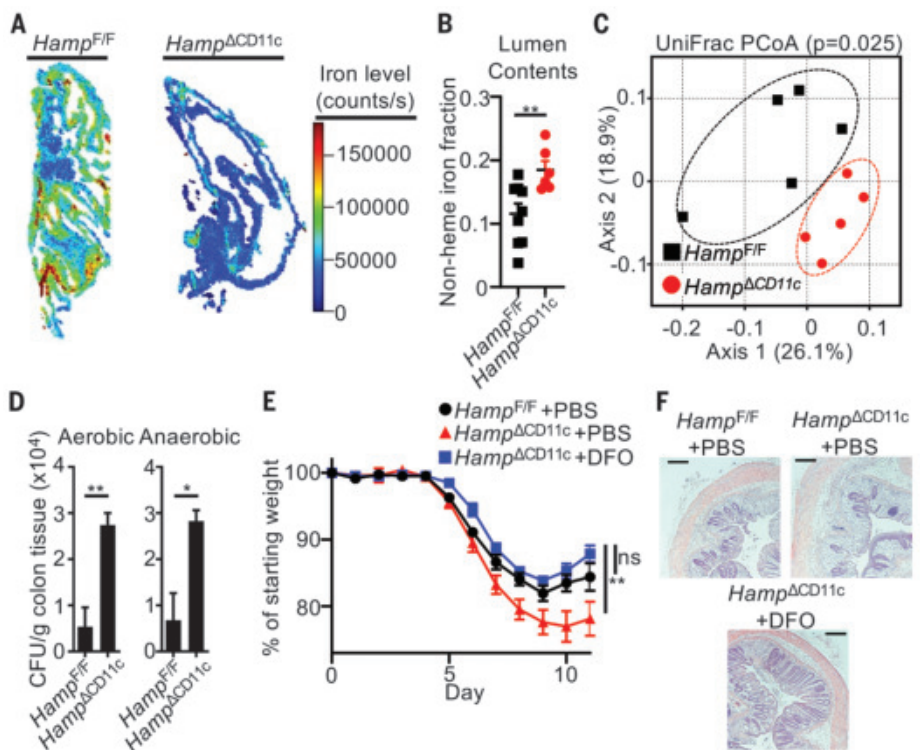 A
Hamp^F/F
Hamp^ΔCD11c
Iron level
(counts/s)
150000
100000
50000
0
B
Lumen
Contents
**
Non-heme iron fraction
0.3
0.2
0.1
0
Hamp^F/F
Hamp^ΔCD11c
C
UniFrac PCoA (p=0.025)
Axis 2 (18.9%)
0.1
0
-0.1
Hamp^F/F
Hamp^ΔCD11c
-0.2
-0.1
0
0.1
Axis 1 (26.1%)
D
Aerobic
Anaerobic
CFU/g colon tissue (x10^4)
4
3
2
1
0
**
Hamp^F/F
Hamp^ΔCD11c
4
3
2
1
0
*
Hamp^F/F
Hamp^ΔCD11c
E
Hamp^F/F +PBS
Hamp^ΔCD11c +PBS
Hamp^ΔCD11c +DFO
% of starting weight
100
90
80
ns
**
0
5
10
Day
F
Hamp^F/F
+PBS
Hamp^ΔCD11c
+PBS
Hamp^ΔCD11c
+DFO